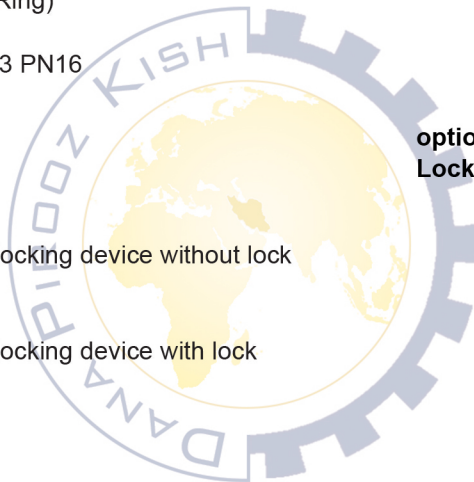 Ring)
3 PN16
KISH
PIROOZ
DANA
optio
Lock
ocking device without lock
ocking device with lock